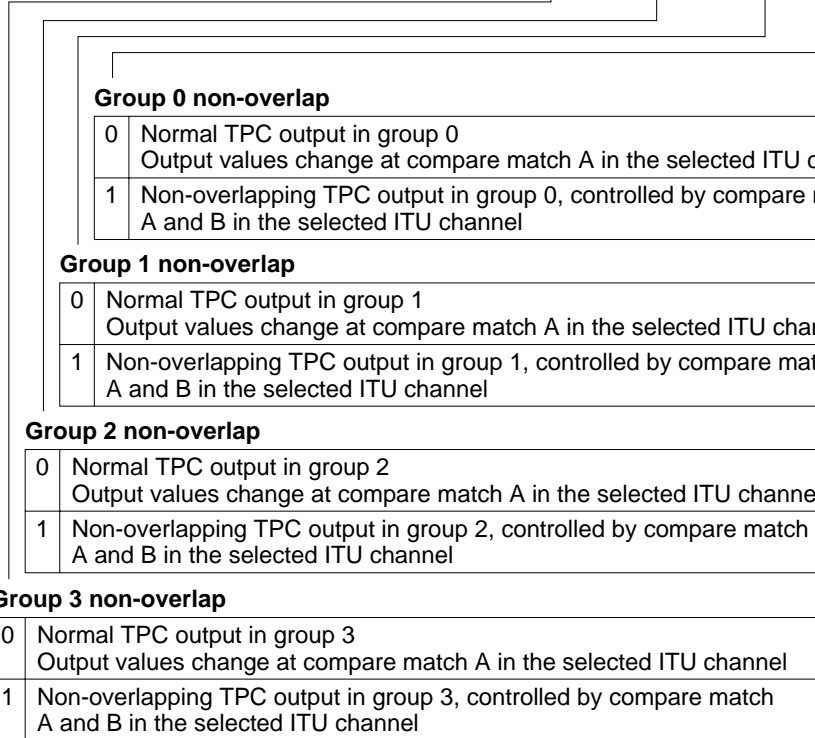 Group 0 non-overlap
0 Normal TPC output in group 0
Output values change at compare match A in the selected ITU
1 Non-overlapping TPC output in group 0, controlled by compare
A and B in the selected ITU channel
Group 1 non-overlap
0 Normal TPC output in group 1
Output values change at compare match A in the selected ITU
1 Non-overlapping TPC output in group 1, controlled by compare
A and B in the selected ITU channel
Group 2 non-overlap
0 Normal TPC output in group 2
Output values change at compare match A in the selected ITU
1 Non-overlapping TPC output in group 2, controlled by compare match
A and B in the selected ITU channel
Group 3 non-overlap
0 Normal TPC output in group 3
Output values change at compare match A in the selected ITU channel
1 Non-overlapping TPC output in group 3, controlled by compare match
A and B in the selected ITU channel